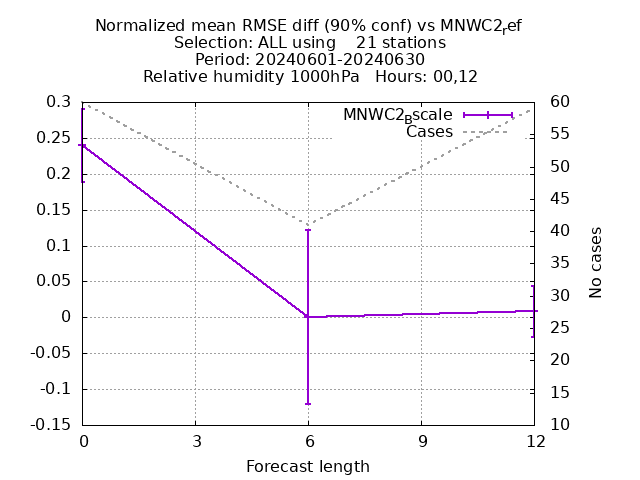 Normalized mean RMSE diff (90% conf) vs MNWC2ref
Selection: ALL using    21 stations
Period: 20240601-20240630
Relative humidity 1000hPa   Hours: 00,12
MNWC2Bscale
Cases
0.3
0.25
0.2
0.15
0.1
0.05
0
-0.05
-0.1
-0.15
60
55
50
45
40
35
30
25
20
15
10
No cases
0 3 6 9 12
Forecast length